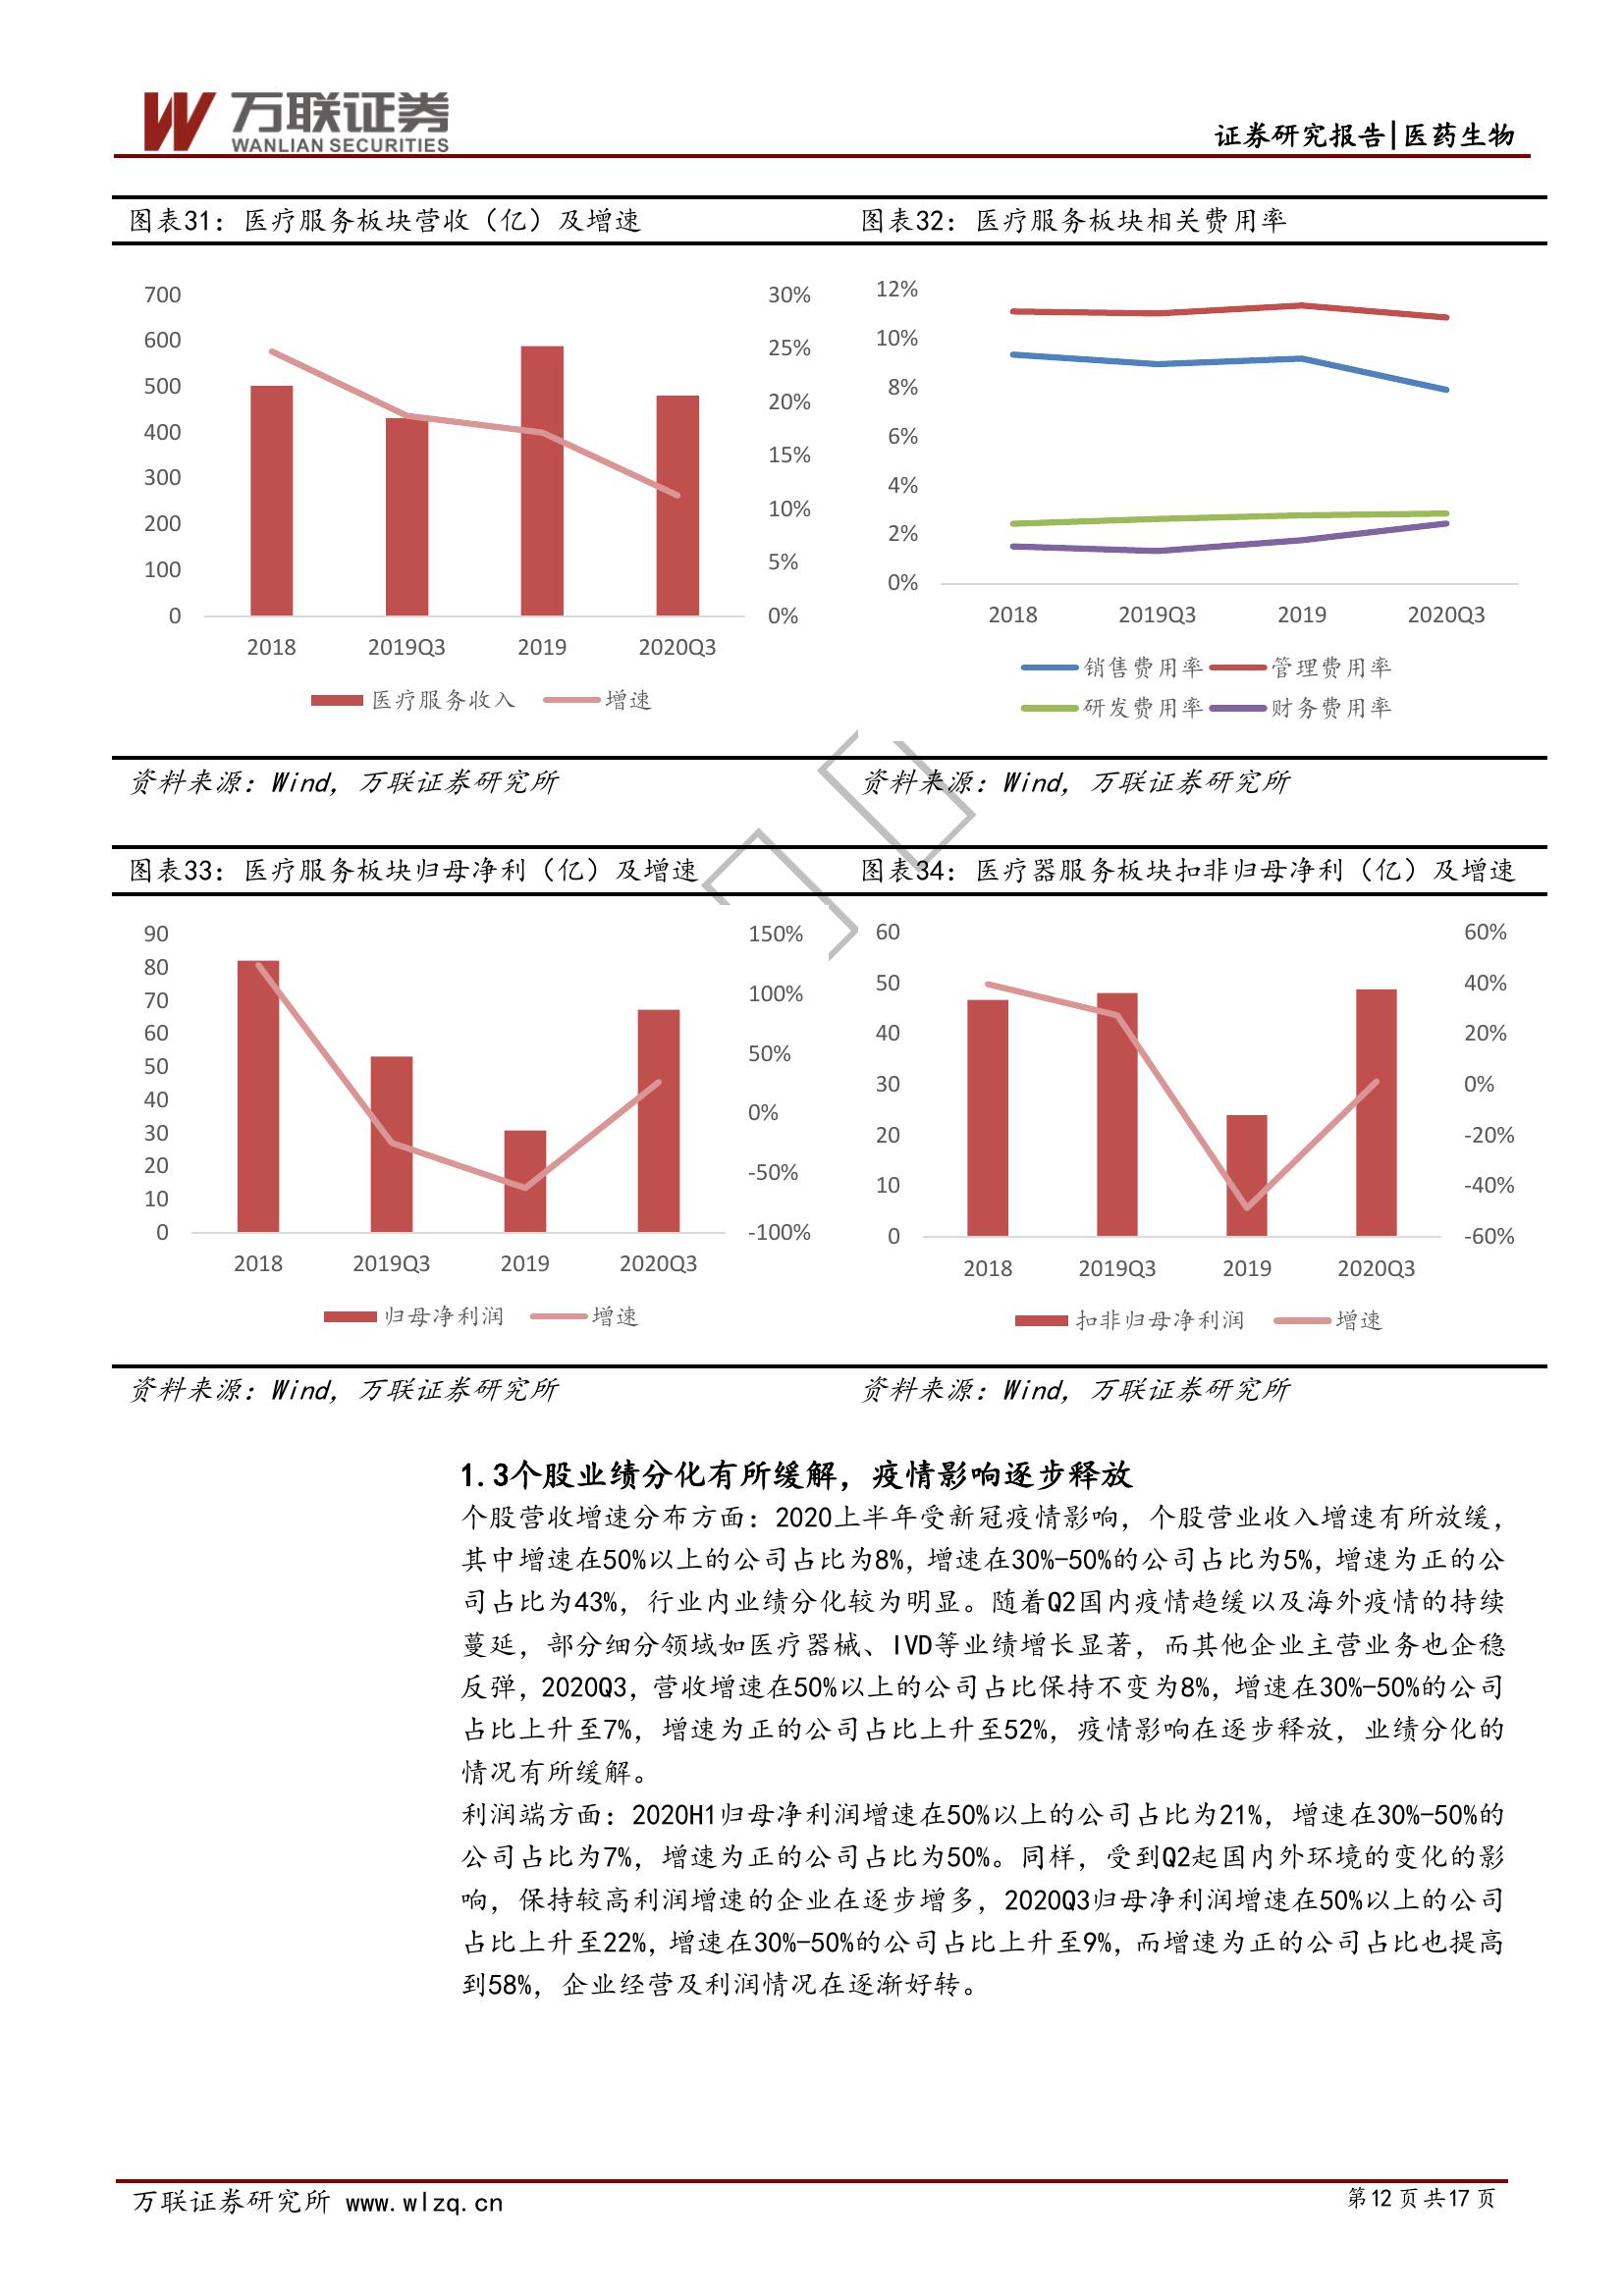 万联证券
WANLIAN SECURITIES
证券研究报告|医药生物
图表31：医疗服务板块营收（亿）及增速
700
600
500
400
300
200
100
0
30%
25%
20%
15%
10%
5%
0%
2018 2019Q3 2019 2020Q3
医疗服务收入 增速
资料来源：Wind，万联证券研究所
图表32：医疗服务板块相关费用率
12%
10%
8%
6%
4%
2%
0%
2018 2019Q3 2019 2020Q3
销售费用率 管理费用率
研发费用率 财务费用率
资料来源：Wind，万联证券研究所
图表33：医疗服务板块归母净利（亿）及增速
90
80
70
60
50
40
30
20
10
0
150%
100%
50%
0%
-50%
-100%
2018 2019Q3 2019 2020Q3
归母净利润 增速
资料来源：Wind，万联证券研究所
图表34：医疗器服务板块扣非归母净利（亿）及增速
60
50
40
30
20
10
0
60%
40%
20%
0%
-20%
-40%
-60%
2018 2019Q3 2019 2020Q3
扣非归母净利润 增速
资料来源：Wind，万联证券研究所
1.3个股业绩分化有所缓解，疫情影响逐步释放
个股营收增速分布方面：2020上半年受新冠疫情影响，个股营业收入增速有所放缓，
其中增速在50%以上的公司占比为8%，增速在30%-50%的公司占比为5%，增速为正的公
司占比为43%，行业内业绩分化较为明显。随着Q2国内疫情趋缓以及海外疫情的持续
蔓延，部分细分领域如医疗器械、IVD等业绩增长显著，而其他企业主营业务也企稳
反弹，2020Q3，营收增速在50%以上的公司占比保持不变为8%，增速在30%-50%的公司
占比上升至7%，增速为正的公司占比上升至52%，疫情影响在逐步释放，业绩分化的
情况有所缓解。
利润端方面：2020H1归母净利润增速在50%以上的公司占比为21%，增速在30%-50%的
公司占比为7%，增速为正的公司占比为50%。同样，受到Q2起国内外环境的变化的影
响，保持较高利润增速的企业在逐步增多，2020Q3归母净利润增速在50%以上的公司
占比上升至22%，增速在30%-50%的公司占比上升至9%，而增速为正的公司占比也提高
到58%，企业经营及利润情况在逐渐好转。
万联证券研究所 www.wlzq.cn
第12页共17页